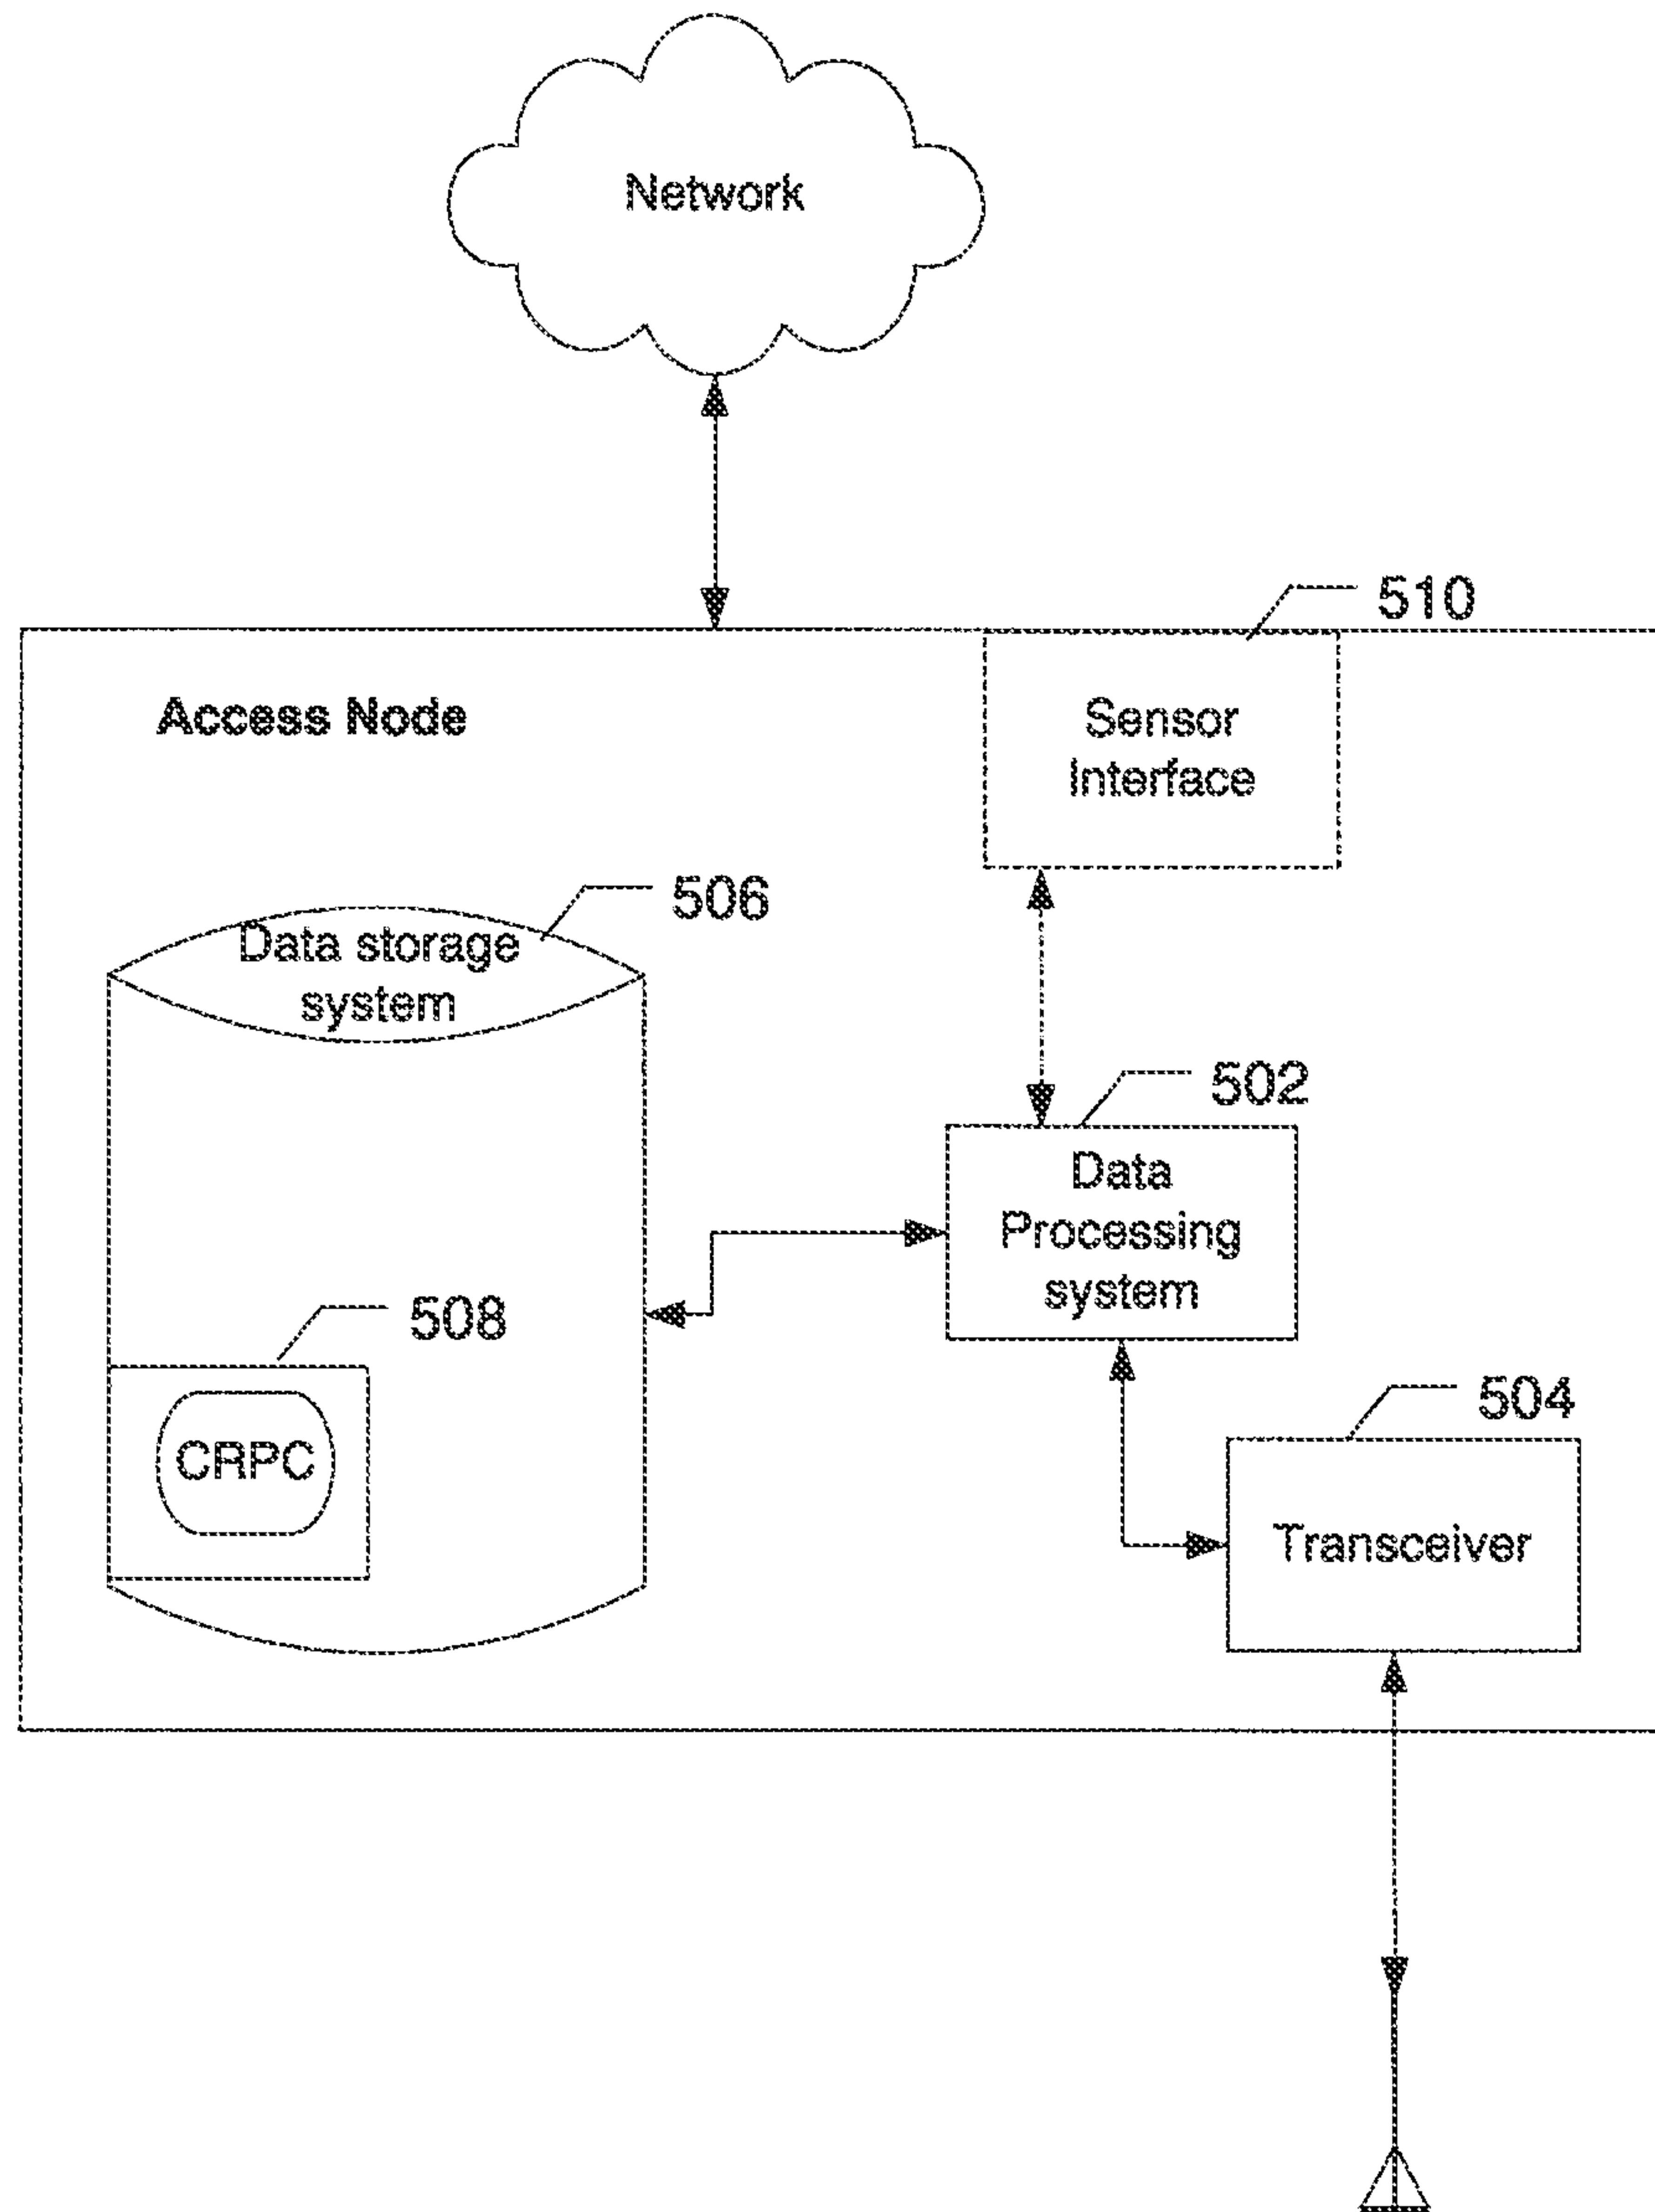 Network
510
Access Node
Sensor
Interface
506
Data storage
system
502
Data
Processing
system
508
CRPC
504
Transceiver